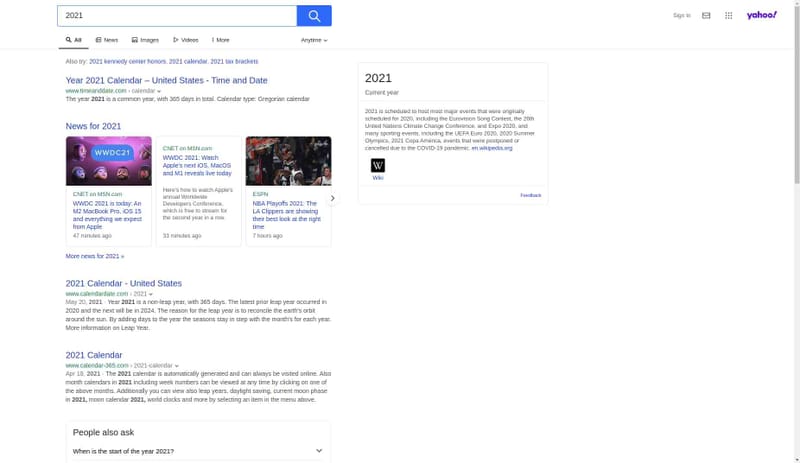 2021
Sign in
yahoo!
All
News
Images
Videos
More
Anytime
Also try: 2021 kennedy center honors, 2021 calendar, 2021 tax brackets
Year 2021 Calendar – United States - Time and Date
www.timeanddate.com › calendar
The year 2021 is a common year, with 365 days in total. Calendar type: Gregorian calendar
News for 2021
WWDC21
CNET on MSN.com
WWDC 2021 is today: An
M2 MacBook Pro, iOS 15
and everything we expect
from Apple
47 minutes ago
CNET on MSN.com
WWDC 2021: Watch
Apple's next iOS, MacOS
and M1 reveals live today
Here's how to watch Apple's
annual Worldwide
Developers Conference,
which is free to stream for
the second year in a row.
33 minutes ago
ESPN
NBA Playoffs 2021: The
LA Clippers are showing
their best look at the right
time
7 hours ago
More news for 2021 »
2021 Calendar - United States
www.calendardate.com › 2021
May 20, 2021 · Year 2021 is a non-leap year, with 365 days. The latest prior leap year occurred in
2020 and the next will be in 2024. The reason for the leap year is to reconcile the earth's orbit
around the sun. By adding days to the year the seasons stay in step with the month's for each year.
More information on Leap Year.
2021 Calendar
www.calendar-365.com › 2021-calendar
Apr 18, 2021 · The 2021 calendar is automatically generated and can always be visited online. Also
month calendars in 2021 including week numbers can be viewed at any time by clicking on one of
the above months. Additionally you can view also leap years, daylight saving, current moon phase
in 2021, moon calendar 2021, world clocks and more by selecting an item in the menu above.
People also ask
When is the start of the year 2021?
2021
Current year
2021 is scheduled to host most major events that were originally
scheduled for 2020, including the Eurovision Song Contest, the 26th
United Nations Climate Change Conference, and Expo 2020, and
many sporting events, including the UEFA Euro 2020, 2020 Summer
Olympics, 2021 Copa América, events that were postponed or
cancelled due to the COVID-19 pandemic. en.wikipedia.org
W
Wiki
Feedback